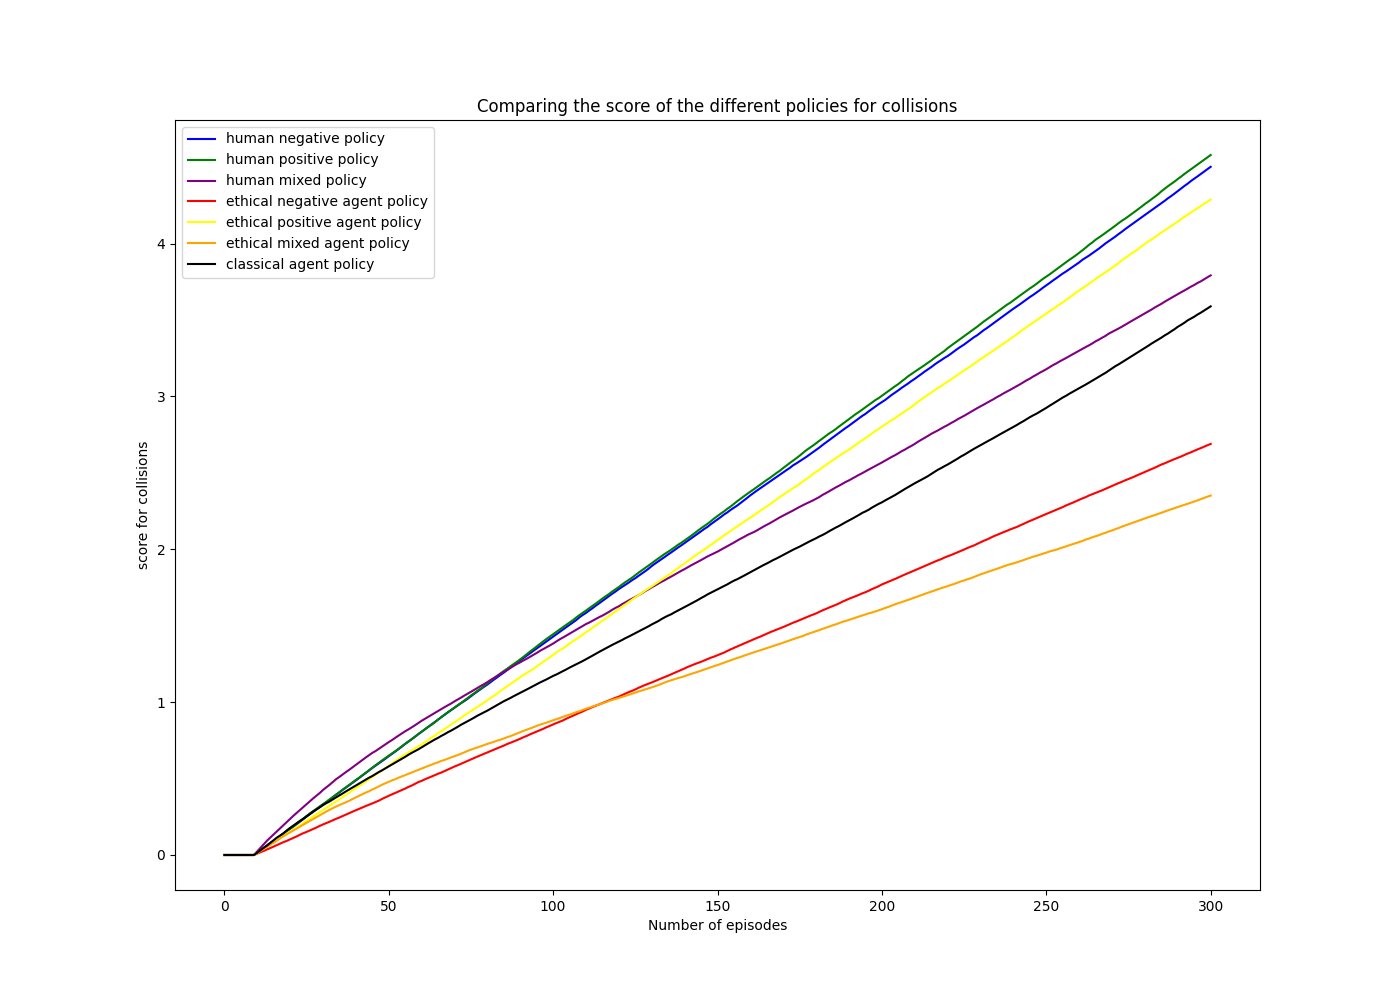 Comparing the score of the different policies for collisions
human negative policy
human positive policy
human mixed policy
ethical negative agent policy
ethical positive agent policy
ethical mixed agent policy
classical agent policy
4
3
2
1
0
score for collisions
0 50 100 150 200 250 300
Number of episodes